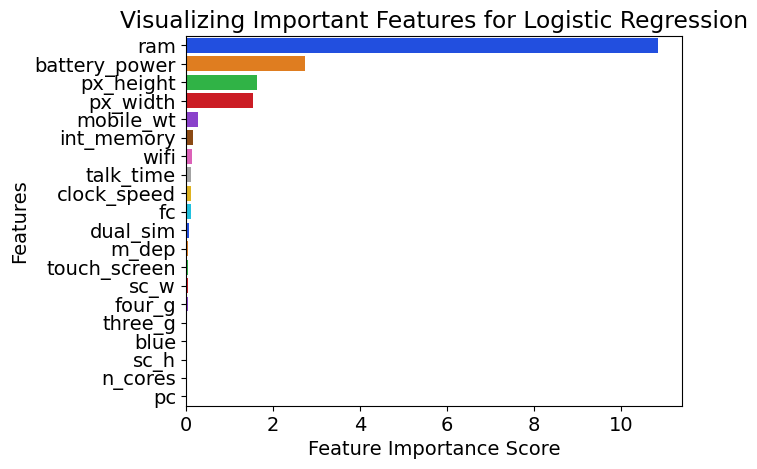 Visualizing Important Features for Logistic Regression
ram
battery_power
px_height
px_width
mobile_wt
int_memory
wifi
talk_time
clock_speed
fc
dual_sim
m_dep
touch_screen
sc_w
four_g
three_g
blue
sc_h
n_cores
pc
Features
0 2 4 6 8 10
Feature Importance Score